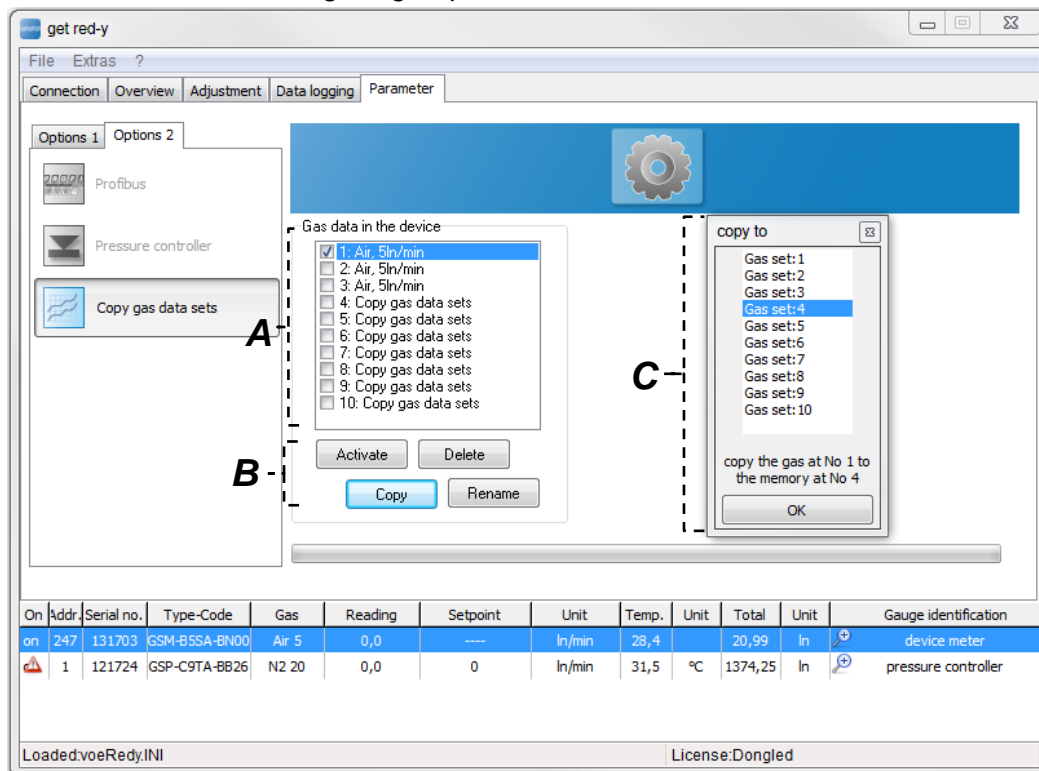 get red-y
File Extras ?
Connection Overview Adjustment Data logging Parameter
Options 1 Options 2
Profibus
Pressure controller
Copy gas data sets
Gas data in the device
1: Air, 5ln/min
2: Air, 5ln/min
3: Air, 5ln/min
4: Copy gas data sets
5: Copy gas data sets
6: Copy gas data sets
7: Copy gas data sets
8: Copy gas data sets
9: Copy gas data sets
10: Copy gas data sets
A
Activate Delete
Copy Rename
B
C
copy to
Gas set:1
Gas set:2
Gas set:3
Gas set:4
Gas set:5
Gas set:6
Gas set:7
Gas set:8
Gas set:9
Gas set:10
copy the gas at No 1 to
the memory at No 4
OK
On Addr. Serial no. Type-Code Gas Reading Setpoint Unit Temp. Unit Total Unit Gauge identification
on 247 131703 GSM-B5SA-BN00 Air 5 0,0 ---- ln/min 28,4 20,99 ln device meter
1 121724 GSP-C9TA-BB26 N2 20 0,0 0 ln/min 31,5 ºC 1374,25 ln pressure controller
Loaded:voeRedy.INI License:Dongled